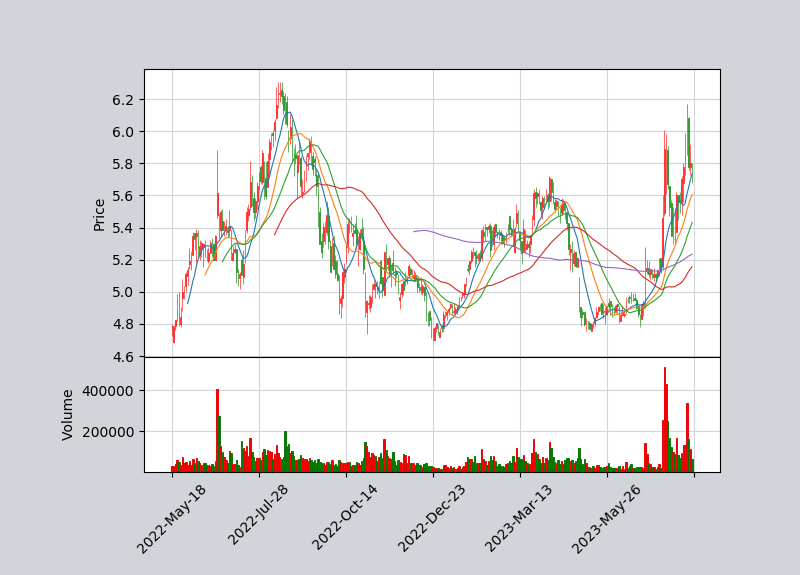 Price
6.2
6.0
5.8
5.6
5.4
5.2
5.0
4.8
4.6
Volume
400000
200000
2022-May-18
2022-Jul-28
2022-Oct-14
2022-Dec-23
2023-Mar-13
2023-May-26